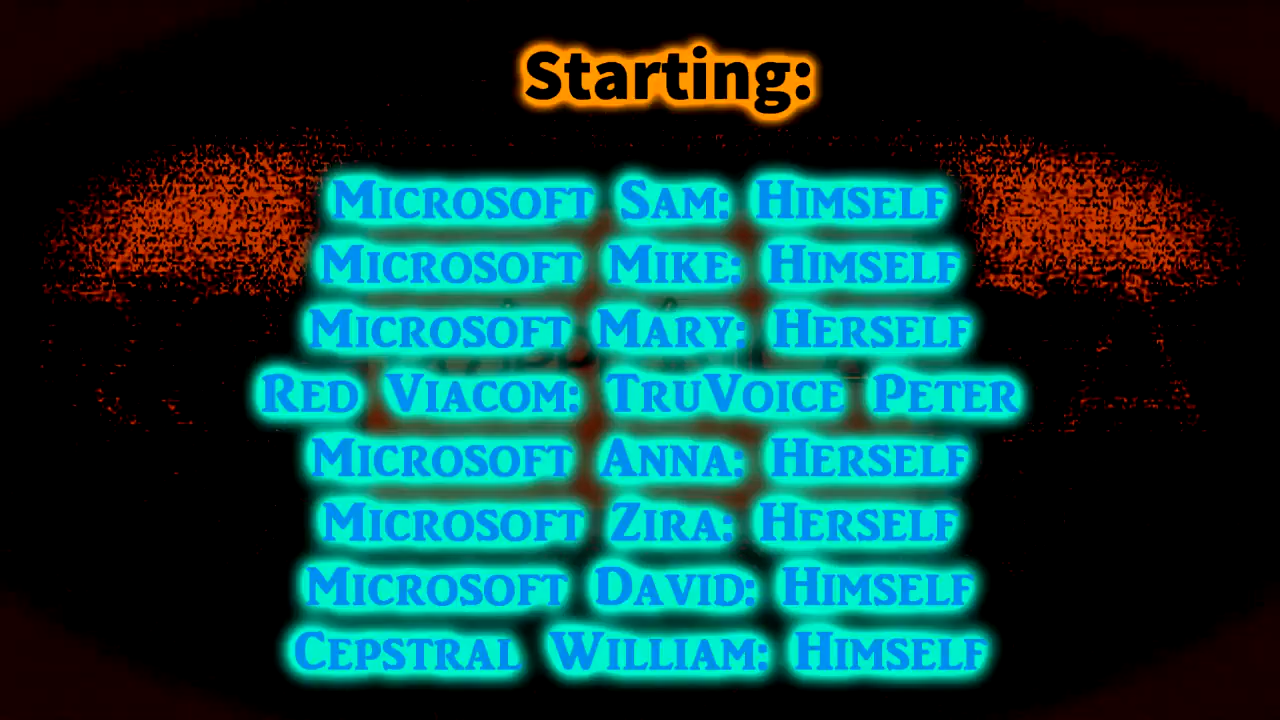 Starting:
Microsoft Sam: Himself
Microsoft Mike: Himself
Microsoft Mary: Herself
Red Viacom: TruVoice Peter
Microsoft Anna: Herself
Microsoft Zira: Herself
Microsoft David: Himself
Cepstral William: Himself